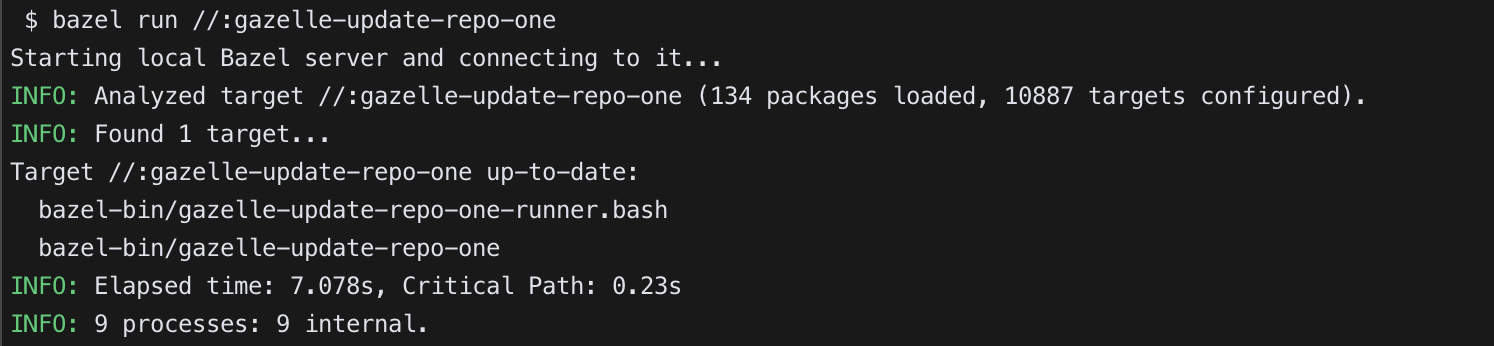 $ bazel run //:gazelle-update-repo-one
Starting local Bazel server and connecting to it...
INFO: Analyzed target //:gazelle-update-repo-one (134 packages loaded, 10887 targets configured).
INFO: Found 1 target...
Target //:gazelle-update-repo-one up-to-date:
  bazel-bin/gazelle-update-repo-one-runner.bash
  bazel-bin/gazelle-update-repo-one
INFO: Elapsed time: 7.078s, Critical Path: 0.23s
INFO: 9 processes: 9 internal.